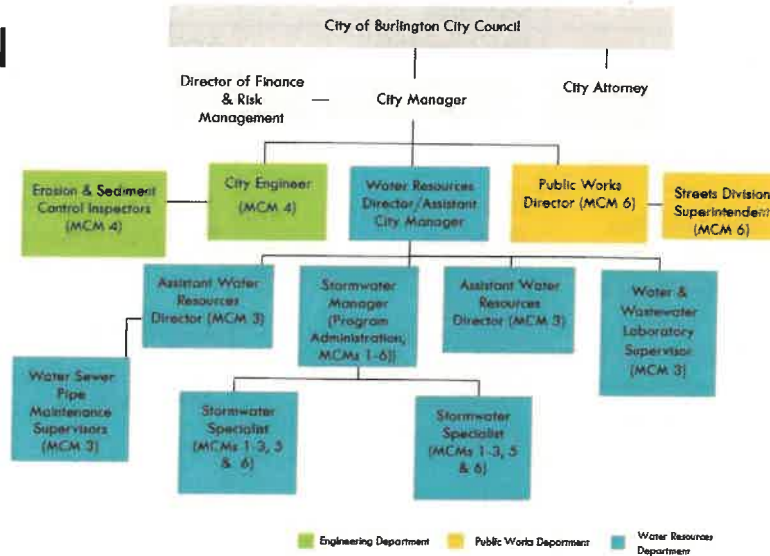 City of Burlington City Council
Director of Finance
& Risk
Management
City Manager
City Attorney
Erosion & Sediment
Control Inspectors
(MCM 4)
City Engineer
(MCM 4)
Water Resources
Director/Assistant
City Manager
Public Works
Director (MCM 6)
Streets Division
Superintendent
(MCM 6)
Assistant Water
Resources
Director (MCM 3)
Stormwater
Manager
(Program
Administration,
MCMs 1-6))
Assistant Water
Resources
Director (MCM 3)
Water &
Wastewater
Laboratory
Supervisor
(MCM 3)
Water Sewer
Pipe
Maintenance
Supervisors
(MCM 3)
Stormwater
Specialist
(MCMs 1-3, 5
& 6)
Stormwater
Specialist
(MCMs 1-3, 5
& 6)
Engineering Department
Public Works Department
Water Resources
Department